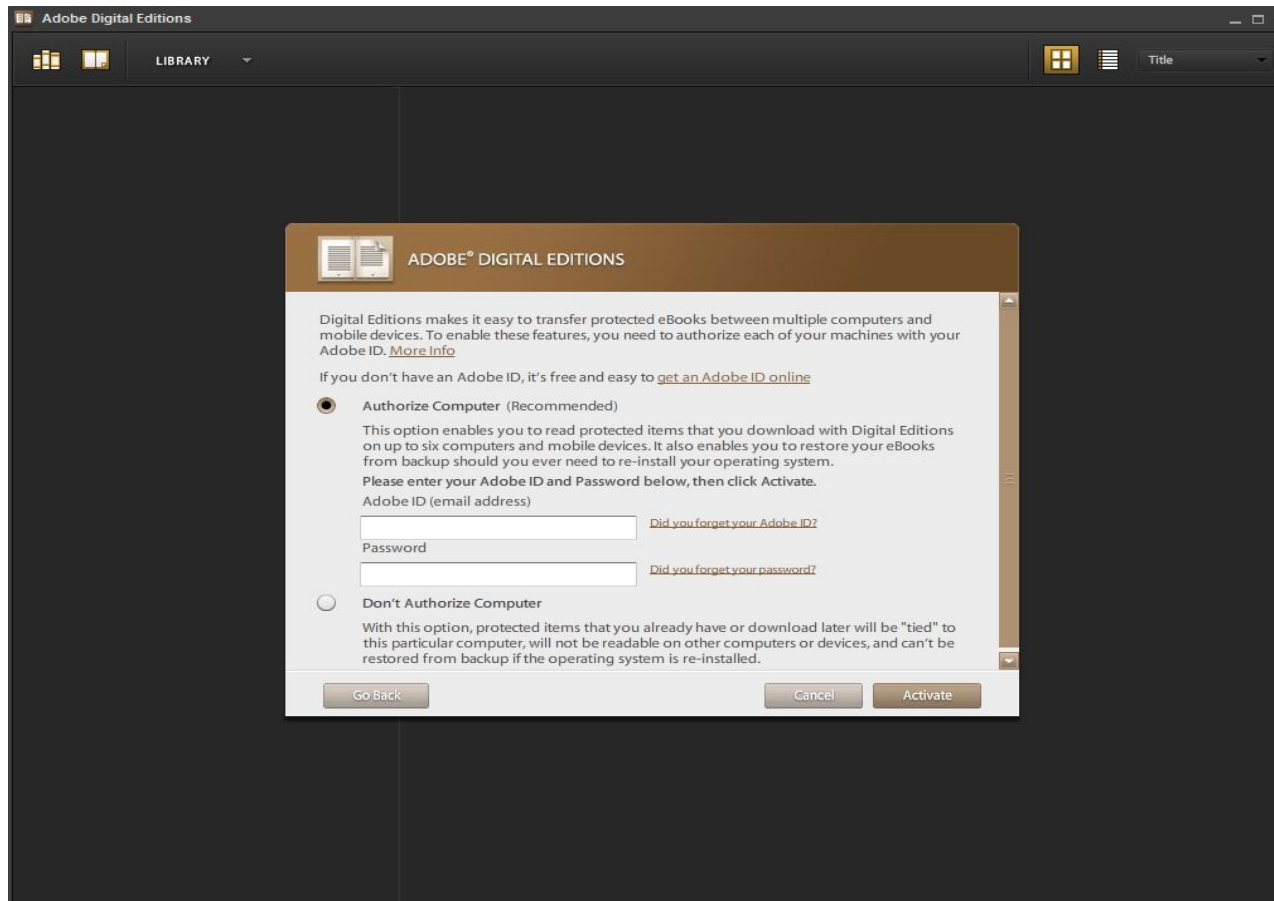 Adobe Digital Editions
LIBRARY
Title
ADOBE® DIGITAL EDITIONS
Digital Editions makes it easy to transfer protected eBooks between multiple computers and
mobile devices. To enable these features, you need to authorize each of your machines with your
Adobe ID. More Info
If you don't have an Adobe ID, it's free and easy to get an Adobe ID online
Authorize Computer (Recommended)
This option enables you to read protected items that you download with Digital Editions
on up to six computers and mobile devices. It also enables you to restore your eBooks
from backup should you ever need to re-install your operating system.
Please enter your Adobe ID and Password below, then click Activate.
Adobe ID (email address)
Did you forget your Adobe ID?
Password
Did you forget your password?
Don't Authorize Computer
With this option, protected items that you already have or download later will be "tied" to
this particular computer, will not be readable on other computers or devices, and can't be
restored from backup if the operating system is re-installed.
Go Back Cancel Activate